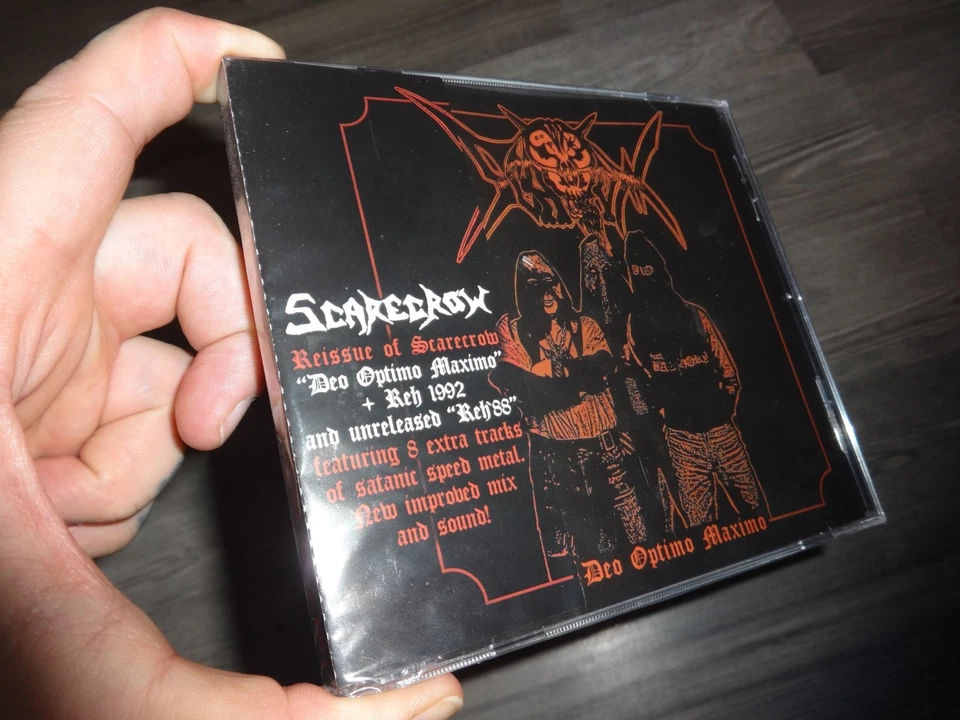 Scarecrow
Reissue of Scarecrow
"Deo Optimo Maximo"
+ Reh 1992
and unreleased "Reh'88"
featuring 8 extra tracks
of satanic speed metal.
New improved mix
and sound!
Deo Optimo Maximo